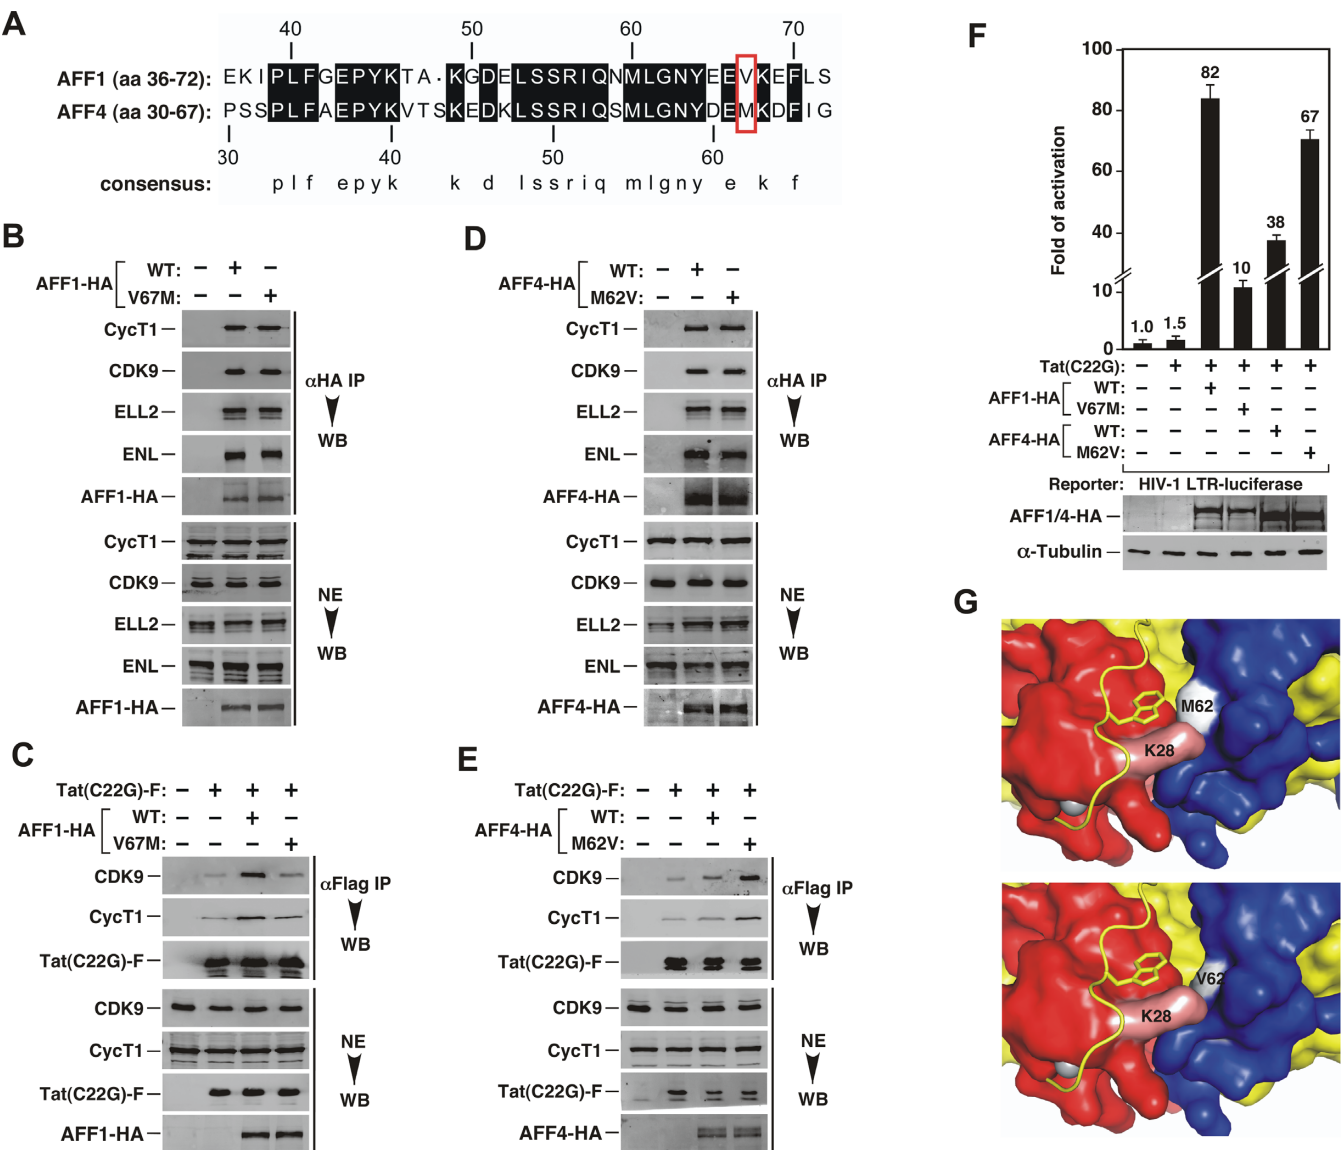 A
40 50 60 70
AFF1 (aa 36-72): EKIPLFGEPYKTA·KGDELSSRIQNMLGNYEEVKEFLS
AFF4 (aa 30-67): PSSPLFAEPYKVTSKEDKLSSRIQSMLGNYDEMKDFIG
30 40 50 60
consensus: plf epyk k d lssriq mlgny e k f
B
AFF1-HA
WT: − + −
V67M: − − +
CycT1
CDK9
ELL2
ENL
AFF1-HA
αHA IP
WB
CycT1
CDK9
ELL2
ENL
AFF1-HA
NE
WB
C
Tat(C22G)-F: − + + +
AFF1-HA
WT: − − + −
V67M: − − − +
CDK9
CycT1
Tat(C22G)-F
αFlag IP
WB
CDK9
CycT1
Tat(C22G)-F
AFF1-HA
NE
WB
D
AFF4-HA
WT: − + −
M62V: − − +
CycT1
CDK9
ELL2
ENL
AFF4-HA
αHA IP
WB
CycT1
CDK9
ELL2
ENL
AFF4-HA
NE
WB
E
Tat(C22G)-F: − + + +
AFF4-HA
WT: − − + −
M62V: − − − +
CDK9
CycT1
Tat(C22G)-F
αFlag IP
WB
CDK9
CycT1
Tat(C22G)-F
AFF4-HA
NE
WB
F
Fold of activation
100
80
60
40
10
0
1.0 1.5 82 10 38 67
Tat(C22G): − + + + + +
AFF1-HA
WT: − − + − − −
V67M: − − − + − −
AFF4-HA
WT: − − − − + −
M62V: − − − − − +
Reporter: HIV-1 LTR-luciferase
AFF1/4-HA
α-Tubulin
G
M62
K28
V62
K28